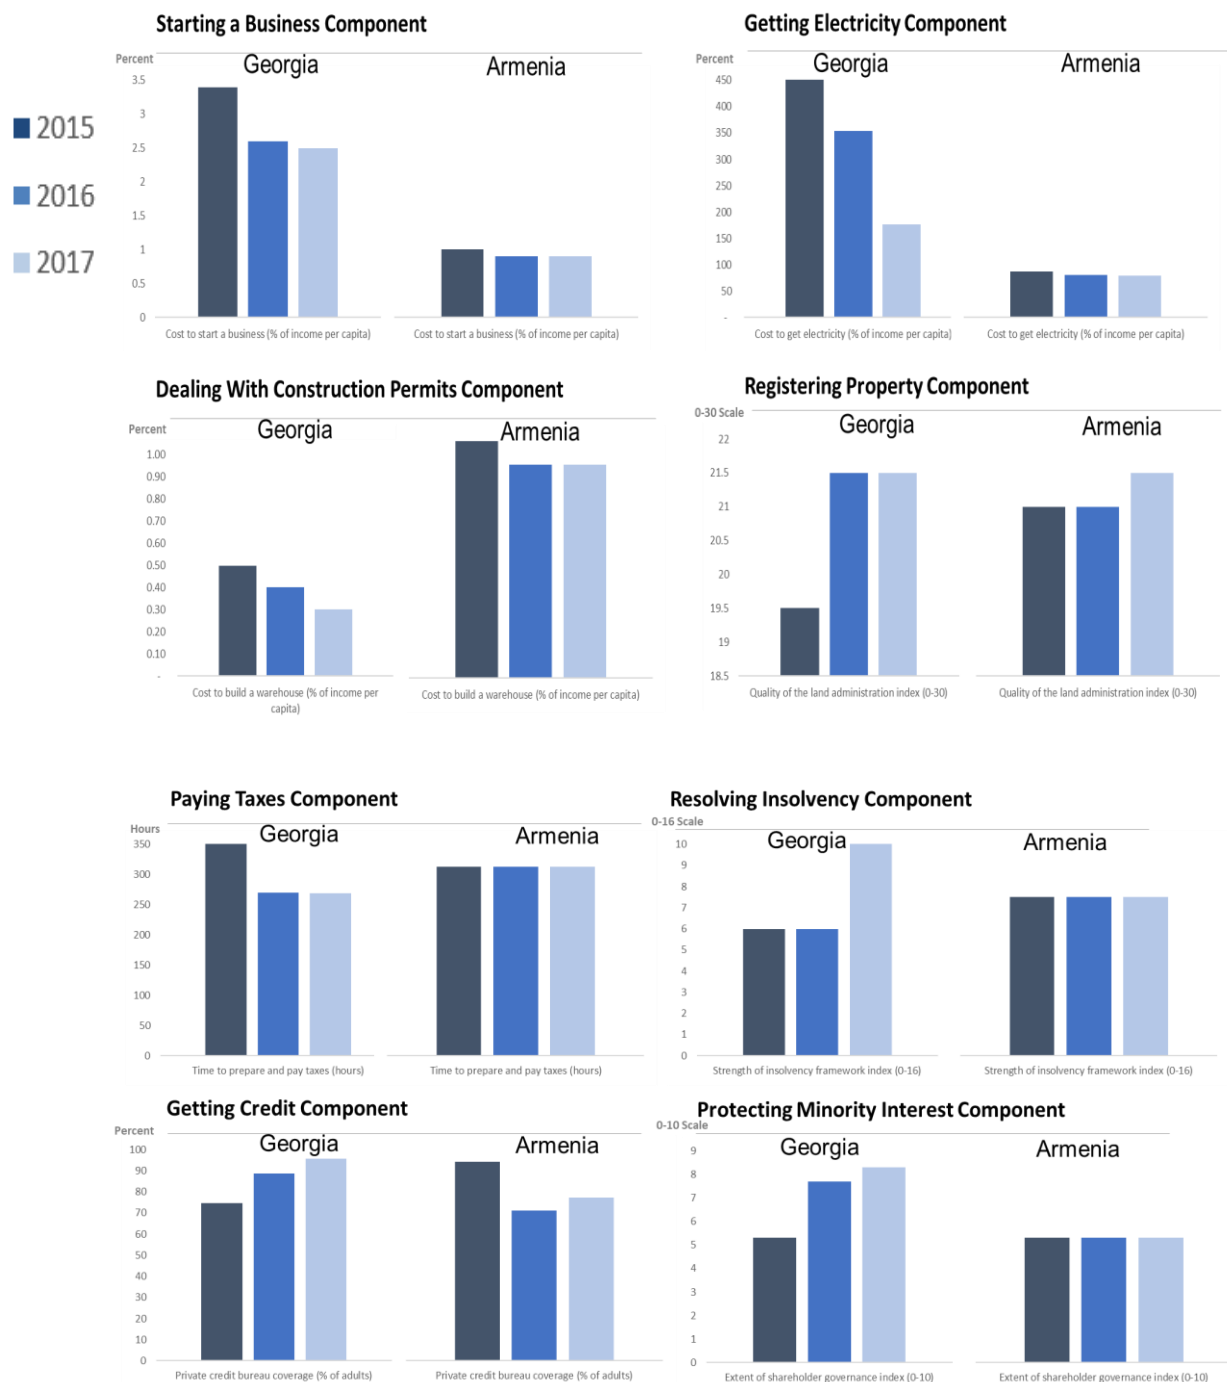 Starting a Business Component
Percent
Georgia
Armenia
3.5
3
2.5
2
1.5
1
0.5
0
Cost to start a business (% of income per capita)
Cost to start a business (% of income per capita)
2015
2016
2017
Getting Electricity Component
Percent
Georgia
Armenia
450
400
350
300
250
200
150
100
50
-
Cost to get electricity (% of income per capita)
Cost to get electricity (% of income per capita)
Dealing With Construction Permits Component
Percent
Georgia
Armenia
1.00
0.90
0.80
0.70
0.60
0.50
0.40
0.30
0.20
0.10
-
Cost to build a warehouse (% of income per
capita)
Cost to build a warehouse (% of income per capita)
Registering Property Component
0-30 Scale
Georgia
Armenia
22
21.5
21
20.5
20
19.5
19
18.5
Quality of the land administration index (0-30)
Quality of the land administration index (0-30)
Paying Taxes Component
Hours
Georgia
Armenia
350
300
250
200
150
100
50
0
Time to prepare and pay taxes (hours)
Time to prepare and pay taxes (hours)
Resolving Insolvency Component
0-16 Scale
Georgia
Armenia
10
9
8
7
6
5
4
3
2
1
0
Strength of insolvency framework index (0-16)
Strength of insolvency framework index (0-16)
Getting Credit Component
Percent
Georgia
Armenia
100
90
80
70
60
50
40
30
20
10
0
Private credit bureau coverage (% of adults)
Private credit bureau coverage (% of adults)
Protecting Minority Interest Component
0-10 Scale
Georgia
Armenia
9
8
7
6
5
4
3
2
1
0
Extent of shareholder governance index (0-10)
Extent of shareholder governance index (0-10)